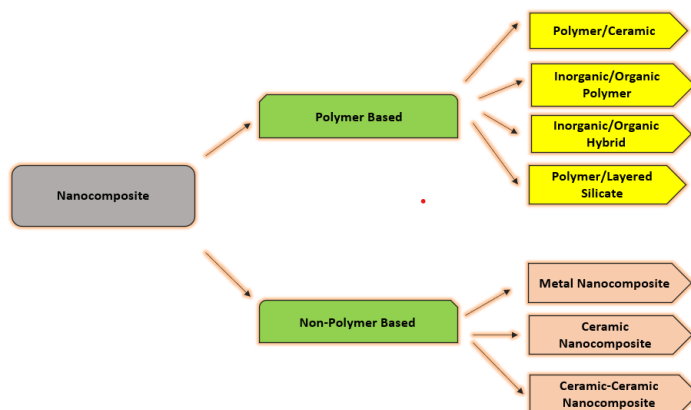 Polymer/Ceramic
Inorganic/Organic
Polymer
Polymer Based
Inorganic/Organic
Hybrid
Polymer/Layered
Silicate
Nanocomposite
Metal Nanocomposite
Non-Polymer Based
Ceramic
Nanocomposite
Ceramic-Ceramic
Nanocomposite